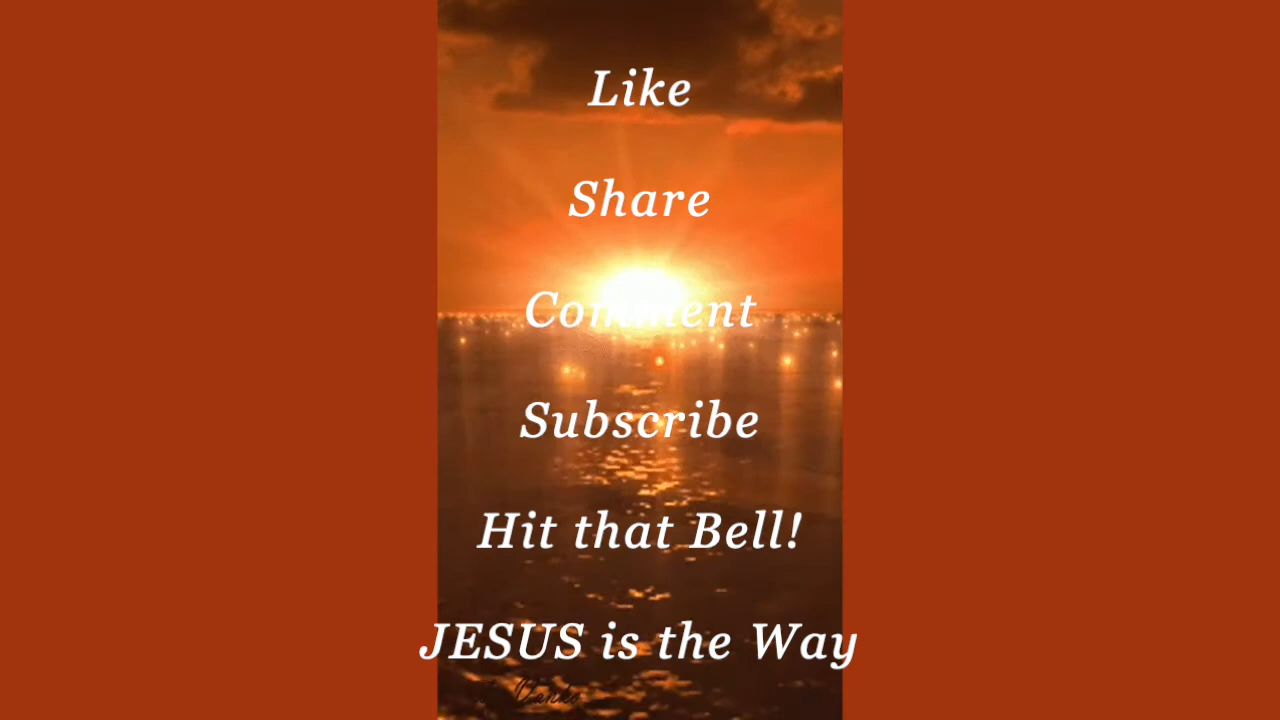 Like
Share
Comment
Subscribe
Hit that Bell!
JESUS is the Way